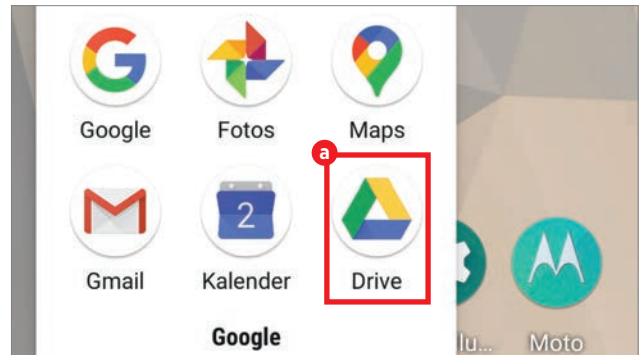 Google Fotos Maps
a
2
Gmail Kalender Drive
Google
lu... Moto